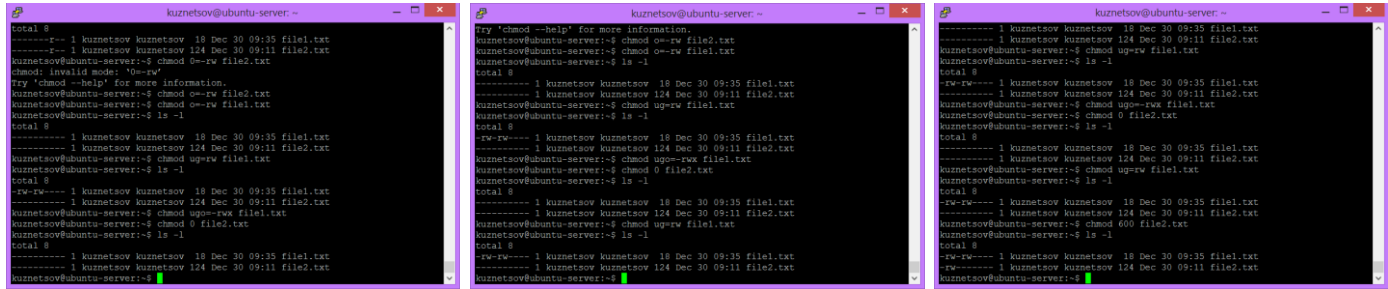 kuznetsov@ubuntu-server: ~
total 8
-------r-- 1 kuznetsov kuznetsov  18 Dec 30 09:35 file1.txt
-------r-- 1 kuznetsov kuznetsov 124 Dec 30 09:11 file2.txt
kuznetsov@ubuntu-server:~$ chmod 0=-rw file2.txt
chmod: invalid mode: ‘0=-rw’
Try 'chmod --help' for more information.
kuznetsov@ubuntu-server:~$ chmod o=-rw file2.txt
kuznetsov@ubuntu-server:~$ chmod o=-rw file1.txt
kuznetsov@ubuntu-server:~$ ls -l
total 8
---------- 1 kuznetsov kuznetsov  18 Dec 30 09:35 file1.txt
---------- 1 kuznetsov kuznetsov 124 Dec 30 09:11 file2.txt
kuznetsov@ubuntu-server:~$ chmod ug=rw file1.txt
kuznetsov@ubuntu-server:~$ ls -l
total 8
-rw-rw---- 1 kuznetsov kuznetsov  18 Dec 30 09:35 file1.txt
---------- 1 kuznetsov kuznetsov 124 Dec 30 09:11 file2.txt
kuznetsov@ubuntu-server:~$ chmod ugo=-rwx file1.txt
kuznetsov@ubuntu-server:~$ chmod 0 file2.txt
kuznetsov@ubuntu-server:~$ ls -l
total 8
---------- 1 kuznetsov kuznetsov  18 Dec 30 09:35 file1.txt
---------- 1 kuznetsov kuznetsov 124 Dec 30 09:11 file2.txt
kuznetsov@ubuntu-server:~$
kuznetsov@ubuntu-server: ~
Try 'chmod --help' for more information.
kuznetsov@ubuntu-server:~$ chmod o=-rw file2.txt
kuznetsov@ubuntu-server:~$ chmod o=-rw file1.txt
kuznetsov@ubuntu-server:~$ ls -l
total 8
---------- 1 kuznetsov kuznetsov  18 Dec 30 09:35 file1.txt
---------- 1 kuznetsov kuznetsov 124 Dec 30 09:11 file2.txt
kuznetsov@ubuntu-server:~$ chmod ug=rw file1.txt
kuznetsov@ubuntu-server:~$ ls -l
total 8
-rw-rw---- 1 kuznetsov kuznetsov  18 Dec 30 09:35 file1.txt
---------- 1 kuznetsov kuznetsov 124 Dec 30 09:11 file2.txt
kuznetsov@ubuntu-server:~$ chmod ugo=-rwx file1.txt
kuznetsov@ubuntu-server:~$ chmod 0 file2.txt
kuznetsov@ubuntu-server:~$ ls -l
total 8
---------- 1 kuznetsov kuznetsov  18 Dec 30 09:35 file1.txt
---------- 1 kuznetsov kuznetsov 124 Dec 30 09:11 file2.txt
kuznetsov@ubuntu-server:~$ chmod ug=rw file1.txt
kuznetsov@ubuntu-server:~$ ls -l
total 8
-rw-rw---- 1 kuznetsov kuznetsov  18 Dec 30 09:35 file1.txt
---------- 1 kuznetsov kuznetsov 124 Dec 30 09:11 file2.txt
kuznetsov@ubuntu-server:~$
kuznetsov@ubuntu-server: ~
---------- 1 kuznetsov kuznetsov  18 Dec 30 09:35 file1.txt
---------- 1 kuznetsov kuznetsov 124 Dec 30 09:11 file2.txt
kuznetsov@ubuntu-server:~$ chmod ug=rw file1.txt
kuznetsov@ubuntu-server:~$ ls -l
total 8
-rw-rw---- 1 kuznetsov kuznetsov  18 Dec 30 09:35 file1.txt
---------- 1 kuznetsov kuznetsov 124 Dec 30 09:11 file2.txt
kuznetsov@ubuntu-server:~$ chmod ugo=-rwx file1.txt
kuznetsov@ubuntu-server:~$ chmod 0 file2.txt
kuznetsov@ubuntu-server:~$ ls -l
total 8
---------- 1 kuznetsov kuznetsov  18 Dec 30 09:35 file1.txt
---------- 1 kuznetsov kuznetsov 124 Dec 30 09:11 file2.txt
kuznetsov@ubuntu-server:~$ chmod ug=rw file1.txt
kuznetsov@ubuntu-server:~$ ls -l
total 8
-rw-rw---- 1 kuznetsov kuznetsov  18 Dec 30 09:35 file1.txt
---------- 1 kuznetsov kuznetsov 124 Dec 30 09:11 file2.txt
kuznetsov@ubuntu-server:~$ chmod 600 file2.txt
kuznetsov@ubuntu-server:~$ ls -l
total 8
-rw-rw---- 1 kuznetsov kuznetsov  18 Dec 30 09:35 file1.txt
-rw------- 1 kuznetsov kuznetsov 124 Dec 30 09:11 file2.txt
kuznetsov@ubuntu-server:~$